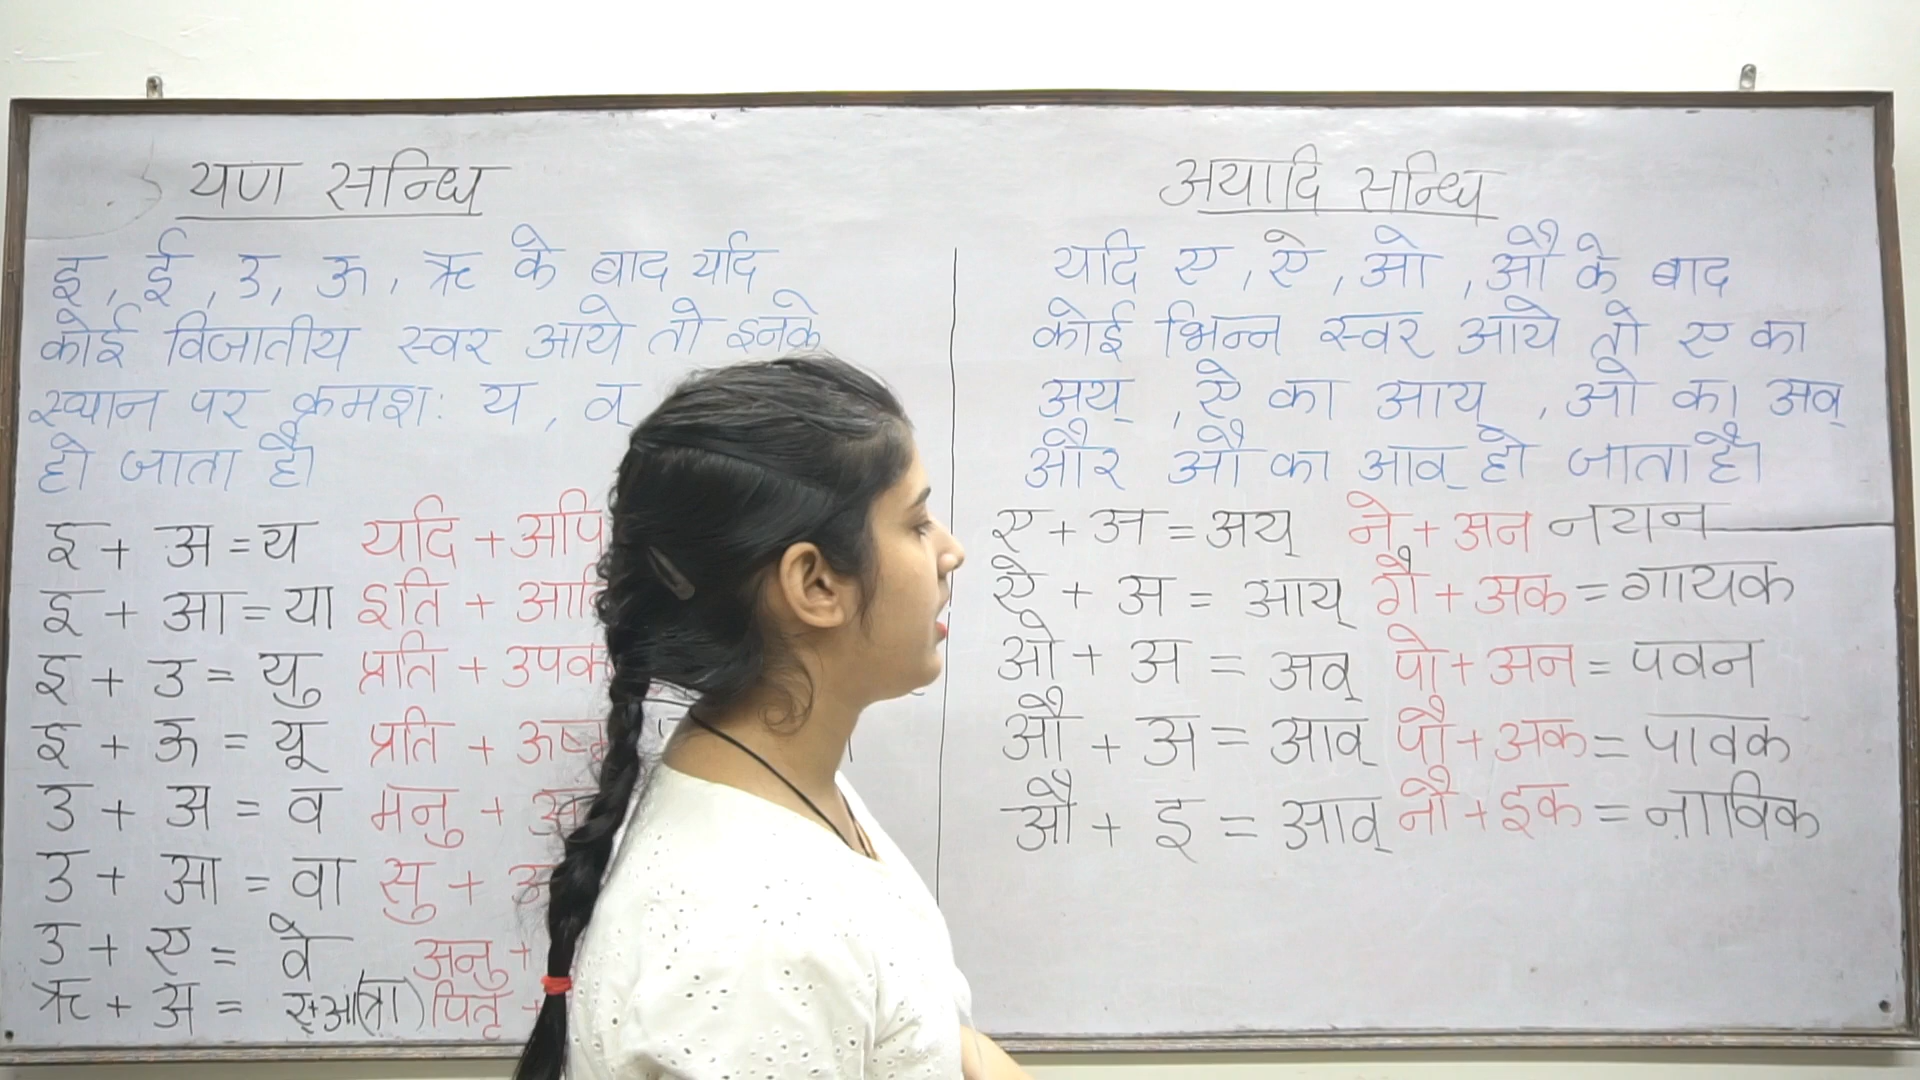 यण सन्धि
इ, ई, उ, ऊ, ऋ के बाद यदि
कोई विजातीय स्वर आये तो इनके
स्थान पर क्रमशः य, व्
हो जाता है।
इ + अ = य यदि + अपि
इ + आ = या इति +
इ + उ = यु प्रति +
इ + ऊ = यू प्रति +
उ + अ = व मनु +
उ + आ = वा सु +
उ + ए = वे अनु +
ऋ + अ = र्+आ(त्रा) पितृ +
अयादि सन्धि
यदि ए, ऐ, ओ, औ के बाद
कोई भिन्न स्वर आये तो ए का
अय्, ऐ का आय्, ओ का अव्
और औ का आव् हो जाता है।
ए + अ = अय् ने + अन नयन
ऐ + अ = आय् गै + अक = गायक
ओ + अ = अव् पो + अन = पवन
औ + अ = आव् पौ + अक = पावक
औ + इ = आव् नौ + इक = नाविक